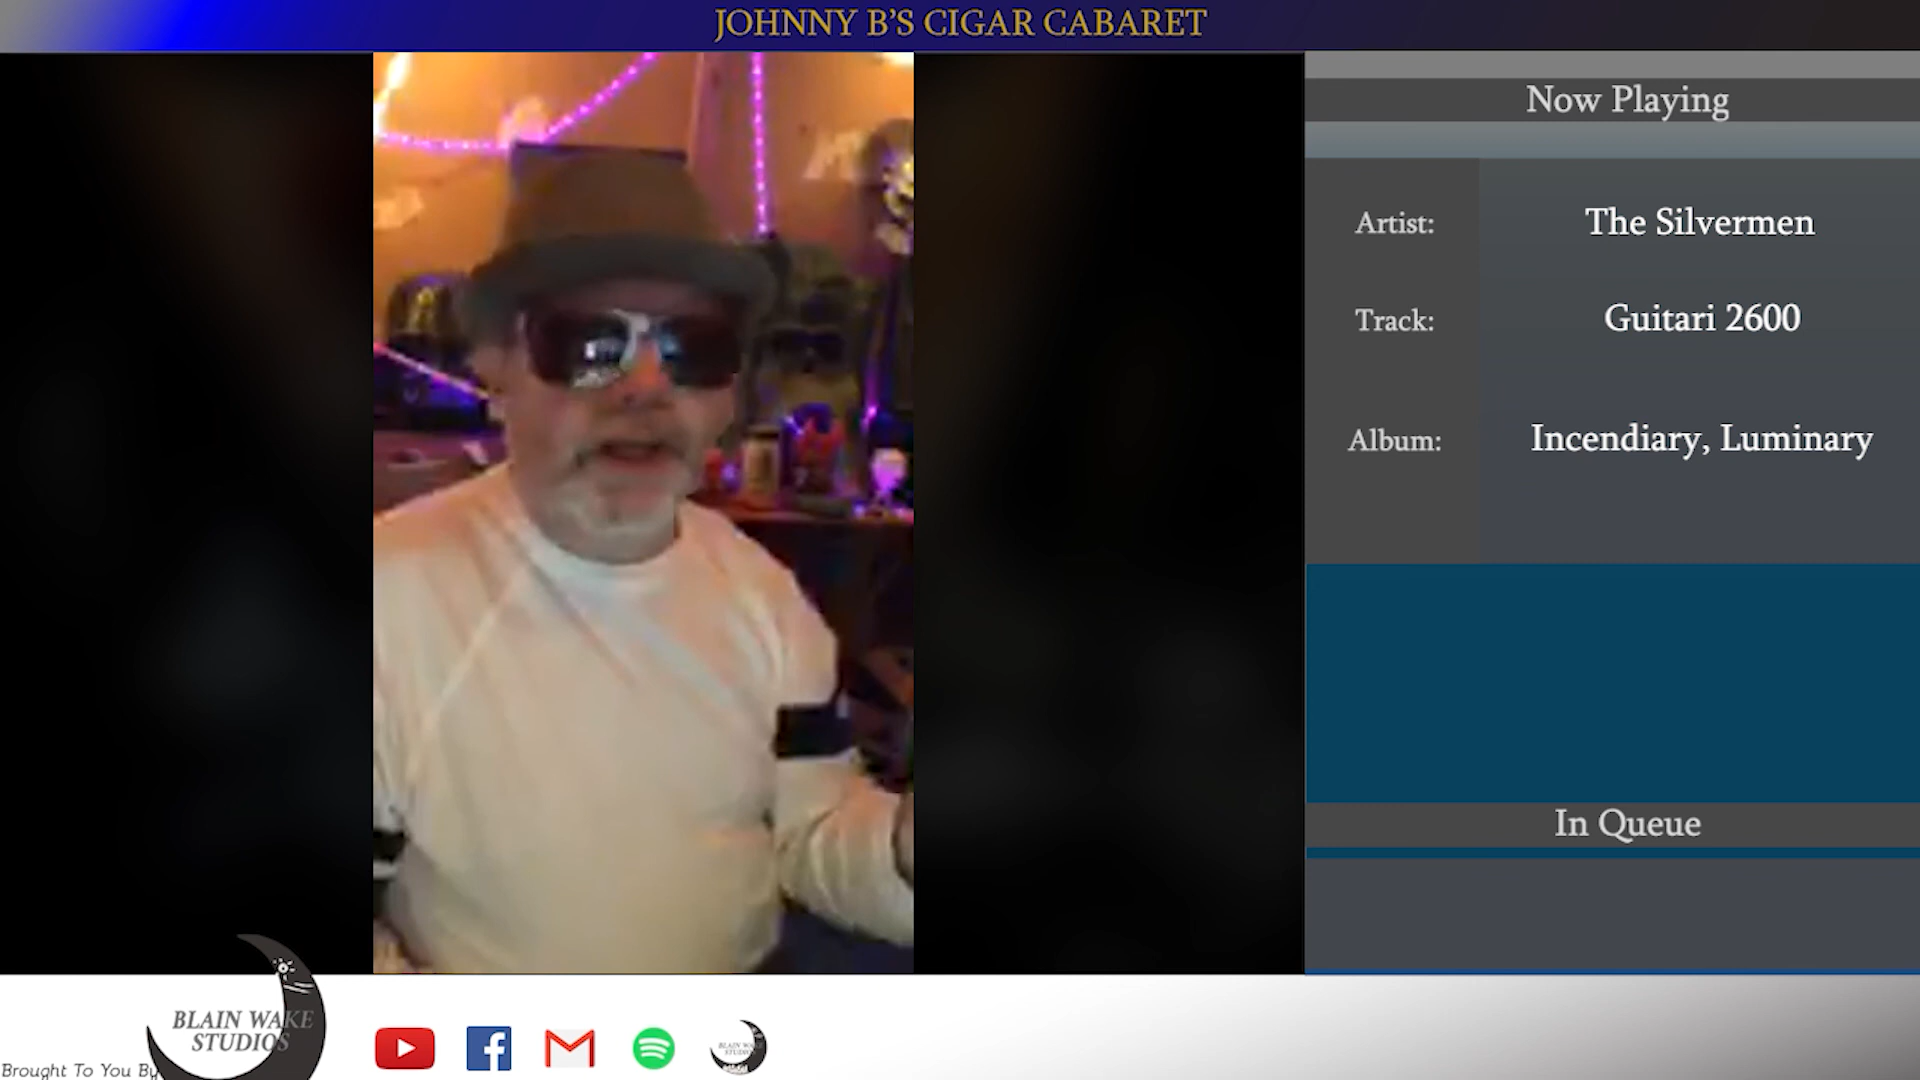 JOHNNY B'S CIGAR CABARET
Now Playing
Artist: The Silvermen
Track: Guitari 2600
Album: Incendiary, Luminary
In Queue
BLAIN WAKE
STUDIOS
Brought To You By